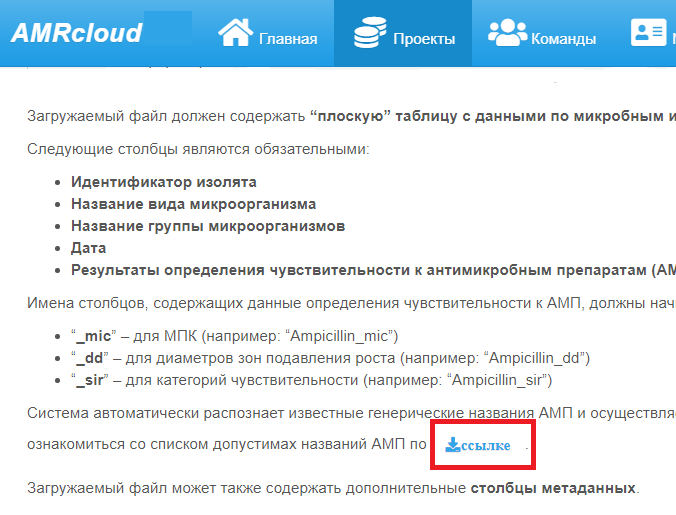 AMRcloud Главная Проекты Команды
Загружаемый файл должен содержать “плоскую” таблицу с данными по микробным
Следующие столбцы являются обязательными:
• Идентификатор изолята
• Название вида микроорганизма
• Название группы микроорганизмов
• Дата
• Результаты определения чувствительности к антимикробным препаратам
Имена столбцов, содержащих данные определения чувствительности к АМП, должны
• “_mic” – для МПК (например: “Ampicillin_mic”)
• “_dd” – для диаметров зон подавления роста (например: “Ampicillin_dd”)
• “_sir” – для категорий чувствительности (например: “Ampicillin_sir”)
Система автоматически распознает известные генерические названия АМП и
ознакомиться со списком допустимых названий АМП по ссылке .
Загружаемый файл может также содержать дополнительные столбцы метаданных.